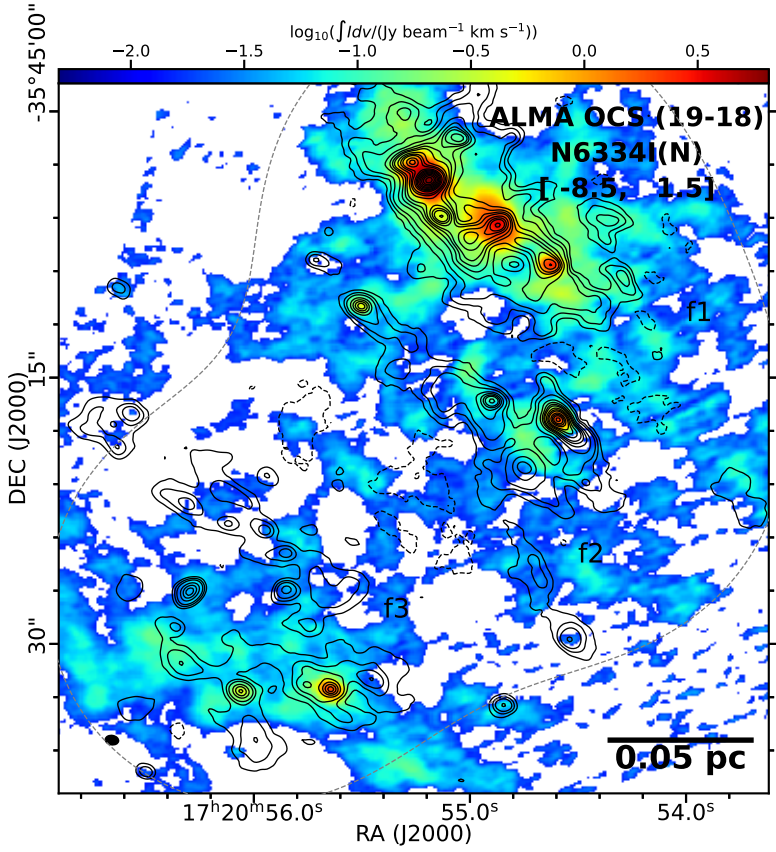 log₁₀(∫Idv/(Jy beam⁻¹ km s⁻¹))
−2.0 −1.5 −1.0 −0.5 0.0 0.5
-35°45'00"
ALMA OCS (19-18)
N6334I(N)
[ -8.5, 1.5]
f1
15"
DEC (J2000)
f2
f3
30"
0.05 pc
17ʰ20ᵐ56.0ˢ 55.0ˢ 54.0ˢ
RA (J2000)